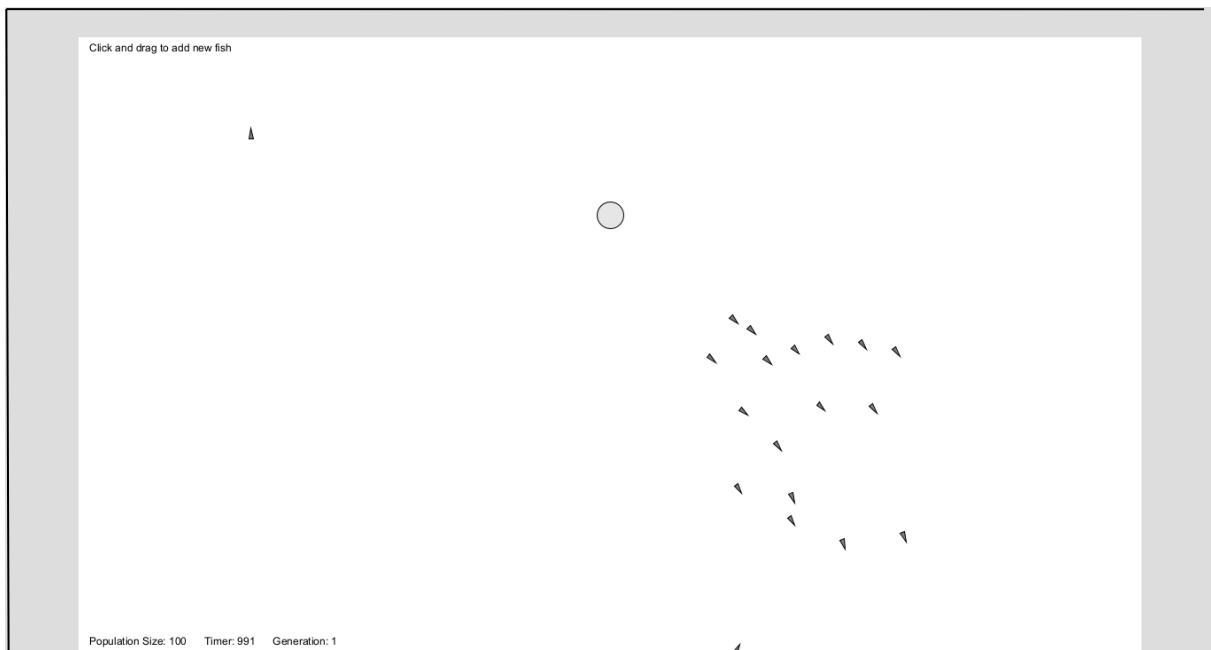 Click and drag to add new fish
Population Size: 100 Timer: 991 Generation: 1